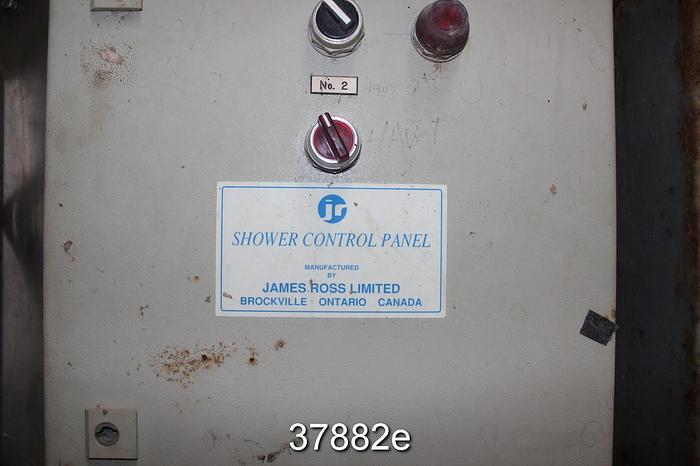 No. 2
jr
SHOWER CONTROL PANEL
MANUFACTURED
BY
JAMES ROSS LIMITED
BROCKVILLE ONTARIO CANADA
37882e